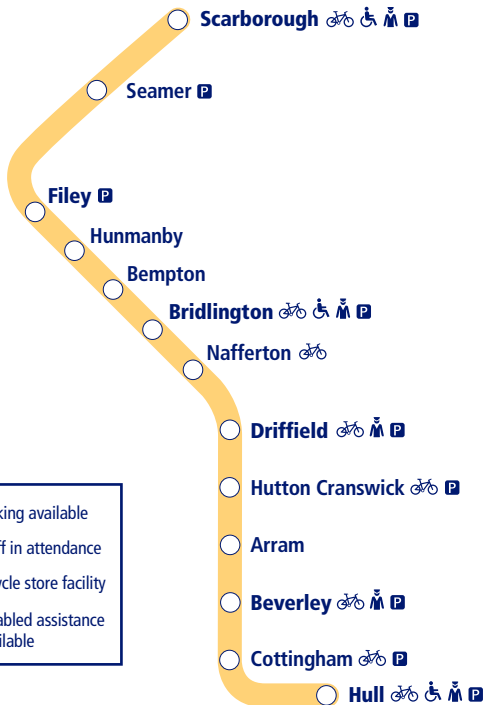 Scarborough P
Seamer P
Filey P
Hunmanby
Bempton
Bridlington P
Nafferton
Driffield P
Hutton Cranswick P
Arram
Beverley P
Cottingham P
Hull P
king available
ff in attendance
cle store facility
abled assistance
ilable